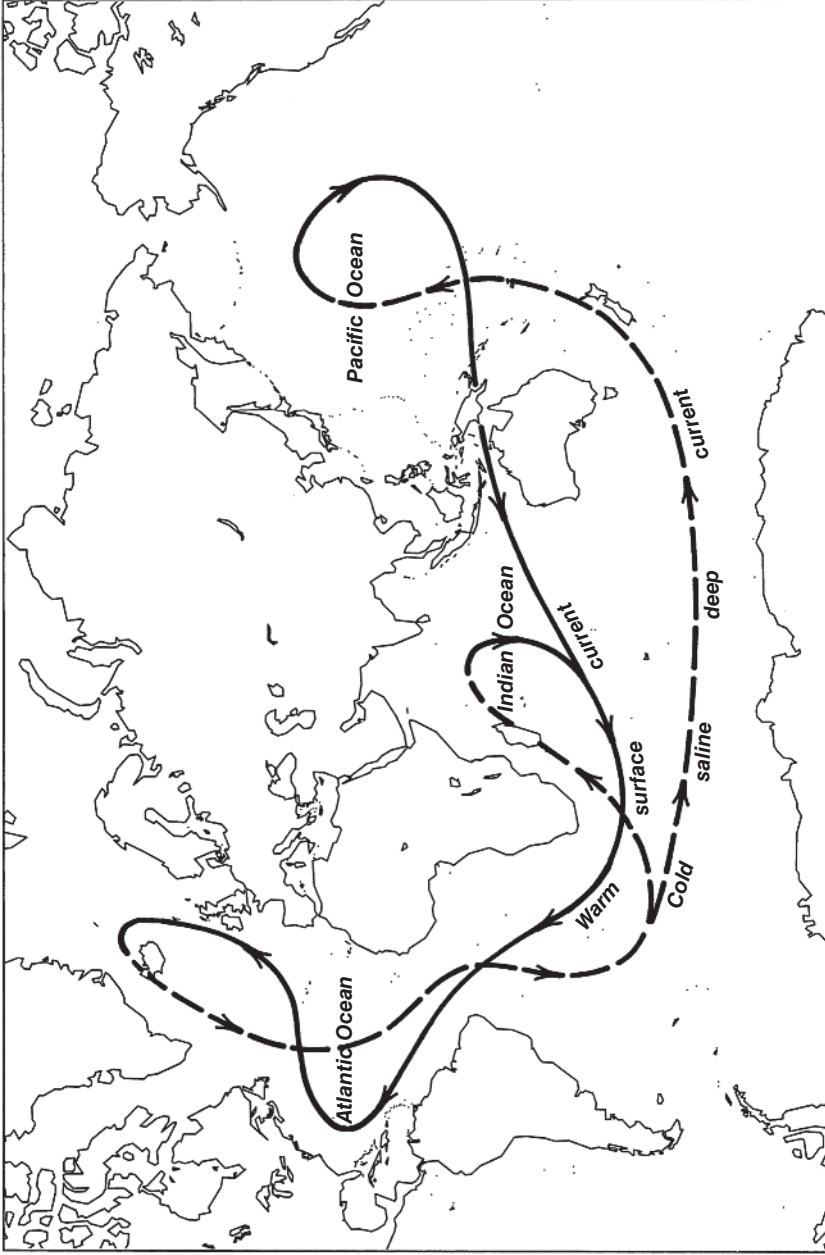 Pacific Ocean
Indian Ocean
Atlantic Ocean
Warm surface current
Cold saline deep current